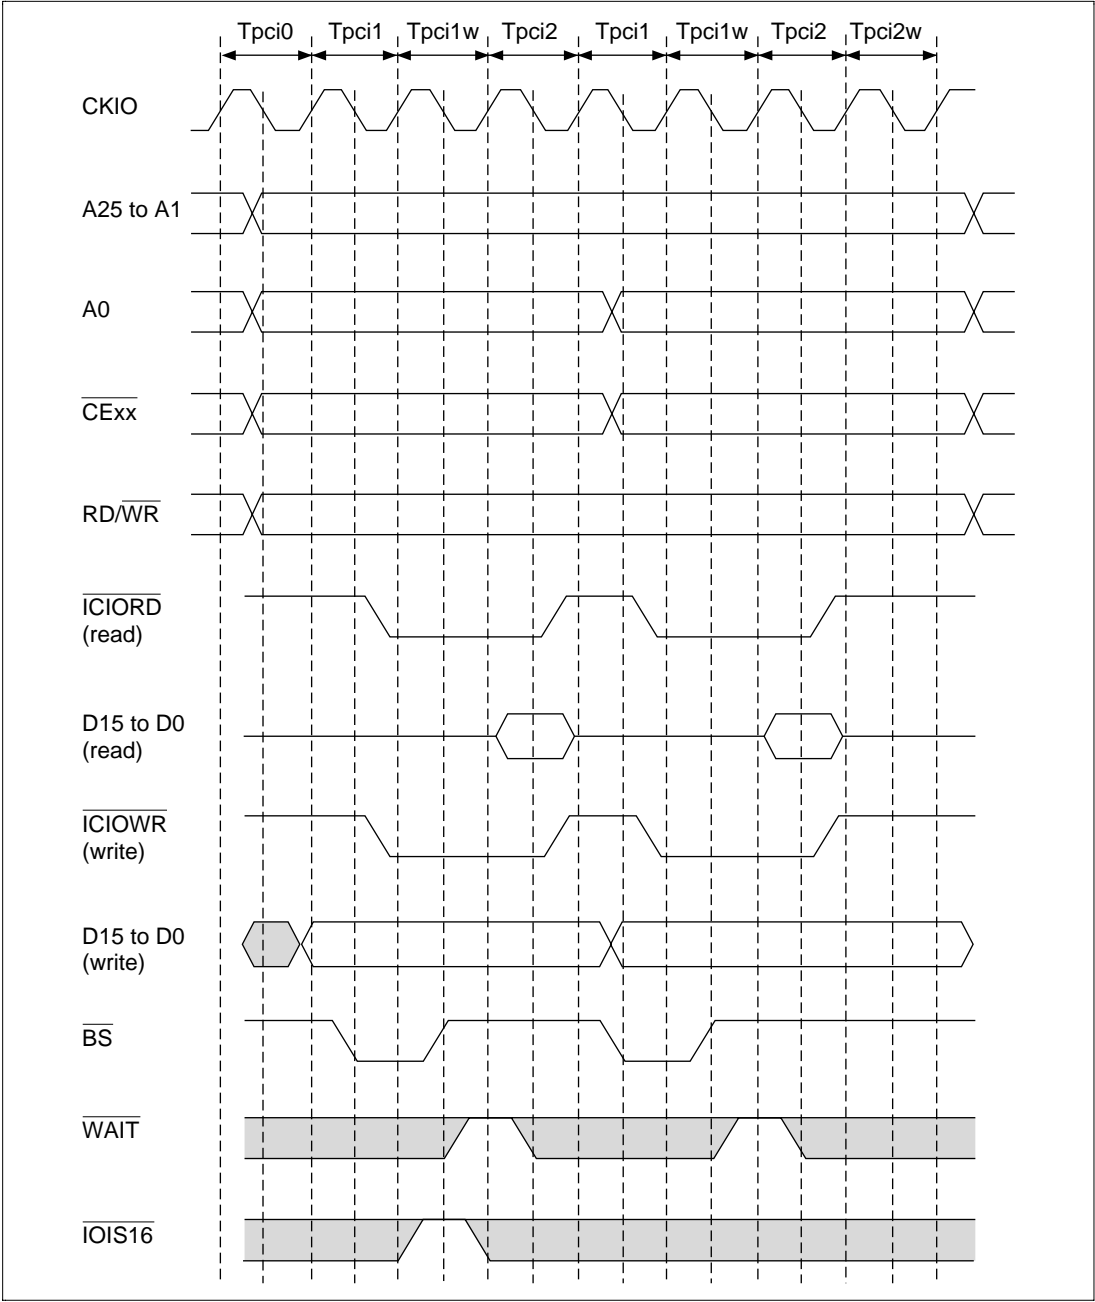 Tpci0 Tpci1 Tpci1w Tpci2 Tpci1 Tpci1w Tpci2 Tpci2w
CKIO
A25 to A1
A0
CExx
RD/WR
ICIORD
(read)
D15 to D0
(read)
ICIOWR
(write)
D15 to D0
(write)
BS
WAIT
IOIS16